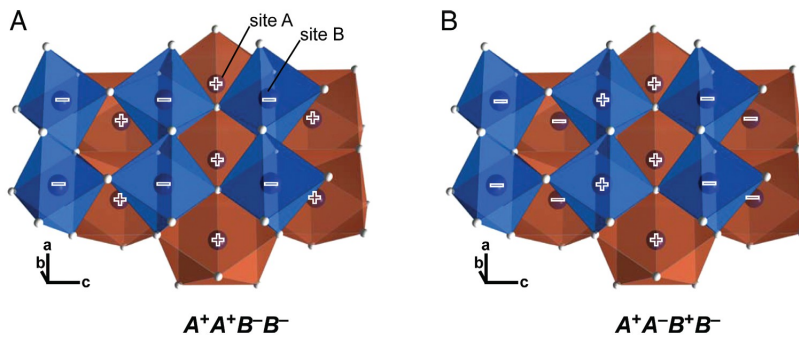 A
site A
site B
+
− − −
+ + +
− − −
+ + +
+
a
b
c
A⁺A⁺B⁻B⁻
B
+
− + −
− −
+
− + −
− −
+
a
b
c
A⁺A⁻B⁺B⁻